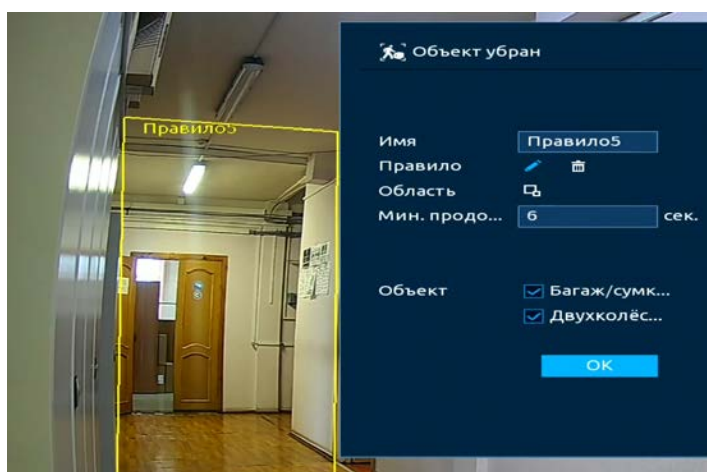 Объект убран
Правило5
Имя
Правило5
Правило
Область
Мин. продо...
6
сек.
Объект
Багаж/сумк...
Двухколёс...
OK